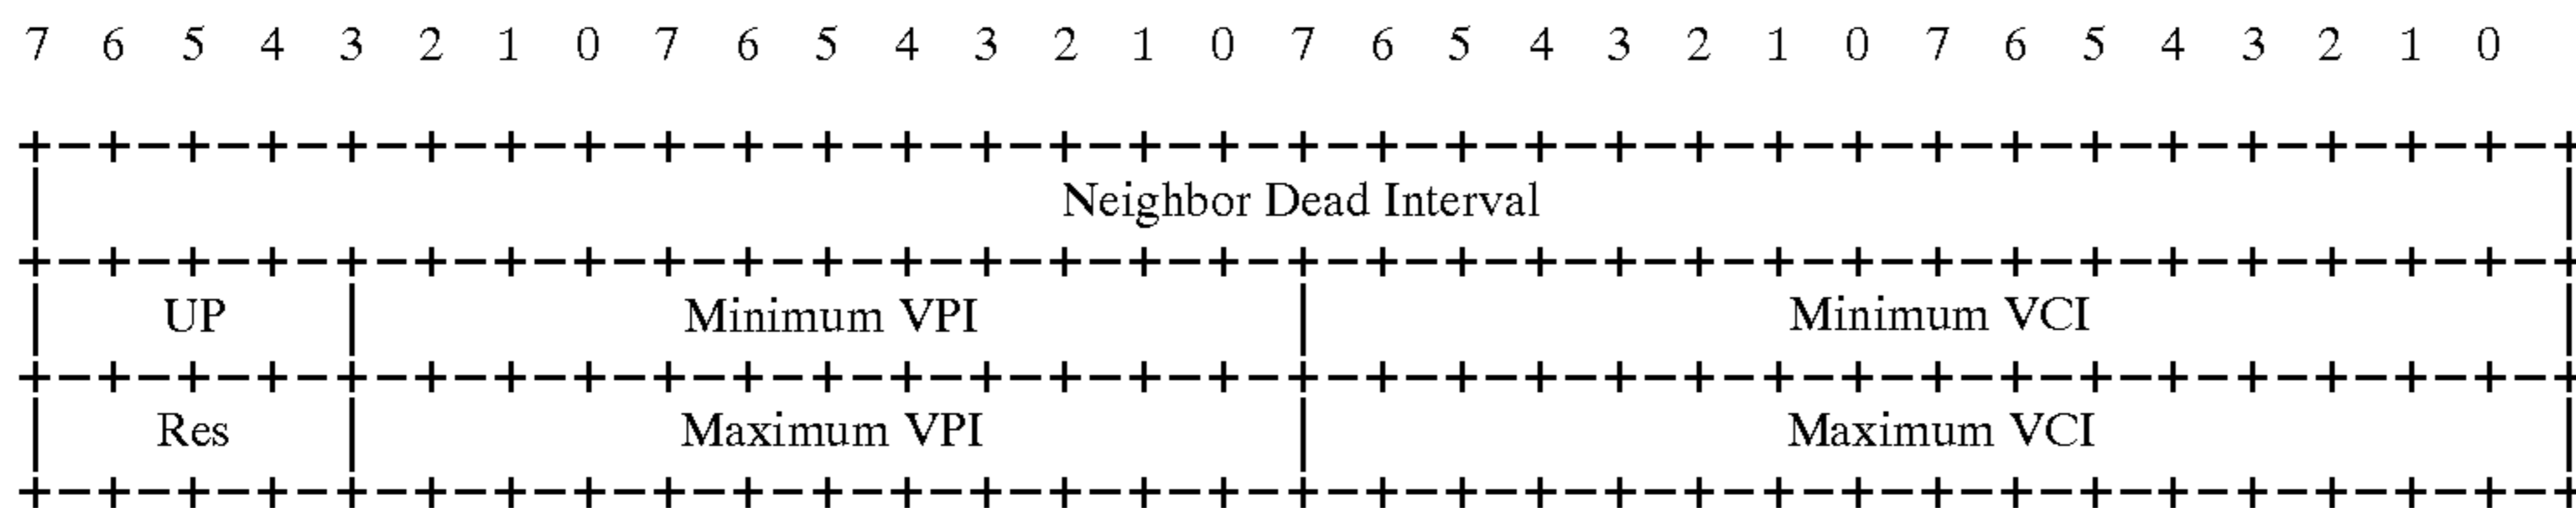 7 6 5 4 3 2 1 0 7 6 5 4 3 2 1 0 7 6 5 4 3 2 1 0 7 6 5 4 3 2 1 0
+-+-+-+-+-+-+-+-+-+-+-+-+-+-+-+-+-+-+-+-+-+-+-+-+-+-+-+-+-+-+-+-+
| Neighbor Dead Interval |
+-+-+-+-+-+-+-+-+-+-+-+-+-+-+-+-+-+-+-+-+-+-+-+-+-+-+-+-+-+-+-+-+
| UP | Minimum VPI | Minimum VCI |
+-+-+-+-+-+-+-+-+-+-+-+-+-+-+-+-+-+-+-+-+-+-+-+-+-+-+-+-+-+-+-+-+
| Res | Maximum VPI | Maximum VCI |
+-+-+-+-+-+-+-+-+-+-+-+-+-+-+-+-+-+-+-+-+-+-+-+-+-+-+-+-+-+-+-+-+